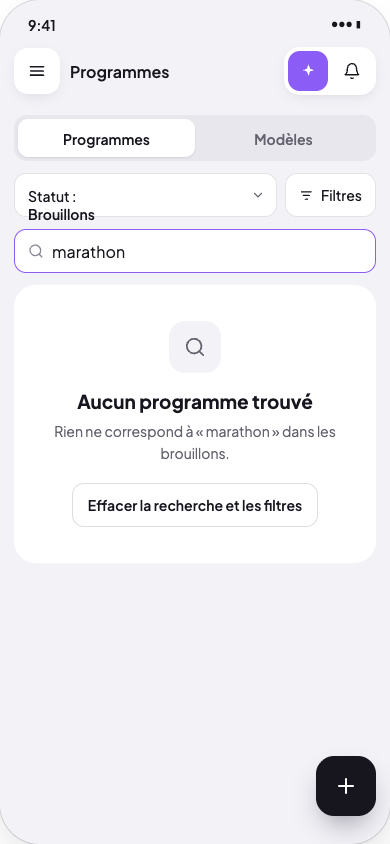 9:41
Programmes
Programmes
Modèles
Statut :
Brouillons
Filtres
marathon
Aucun programme trouvé
Rien ne correspond à « marathon » dans les
brouillons.
Effacer la recherche et les filtres